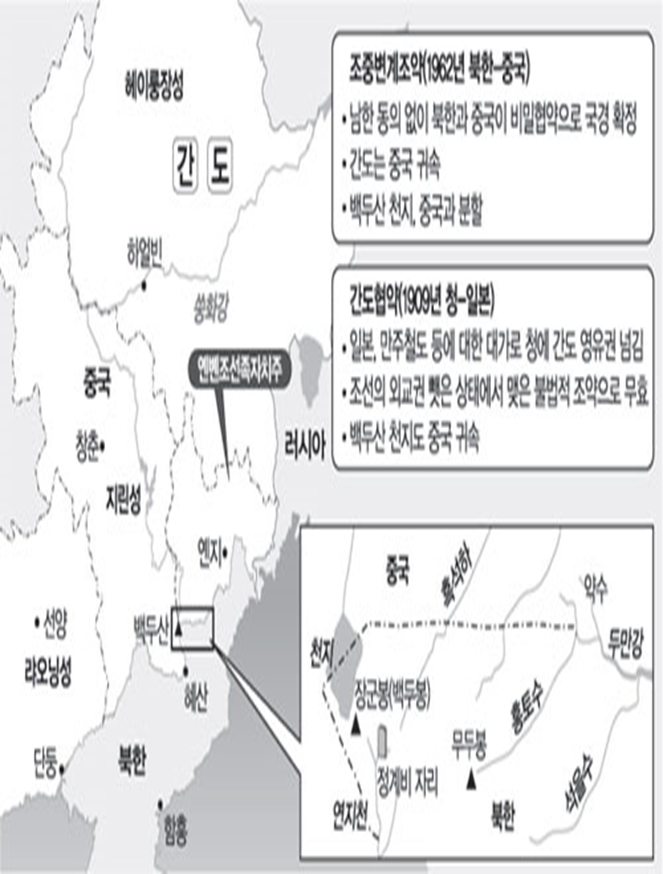 헤이룽장성
간 도
하얼빈
쑹화강
옌볜조선족자치주
중국
창춘
지린성
러시아
옌지
선양
백두산
라오닝성
혜산
단둥
북한
함흥
조중변계조약(1962년 북한-중국)
• 남한 동의 없이 북한과 중국이 비밀협약으로 국경 확정
• 간도는 중국 귀속
• 백두산 천지, 중국과 분할
간도협약(1909년 청-일본)
• 일본, 만주철도 등에 대한 대가로 청에 간도 영유권 넘김
• 조선의 외교권 뺏은 상태에서 맺은 불법적 조약으로 무효
• 백두산 천지도 중국 귀속
중국
흑석하
약수
천지
두만강
장군봉(백두봉)
홍토수
무두봉
정계비 자리
석을수
연지천
북한